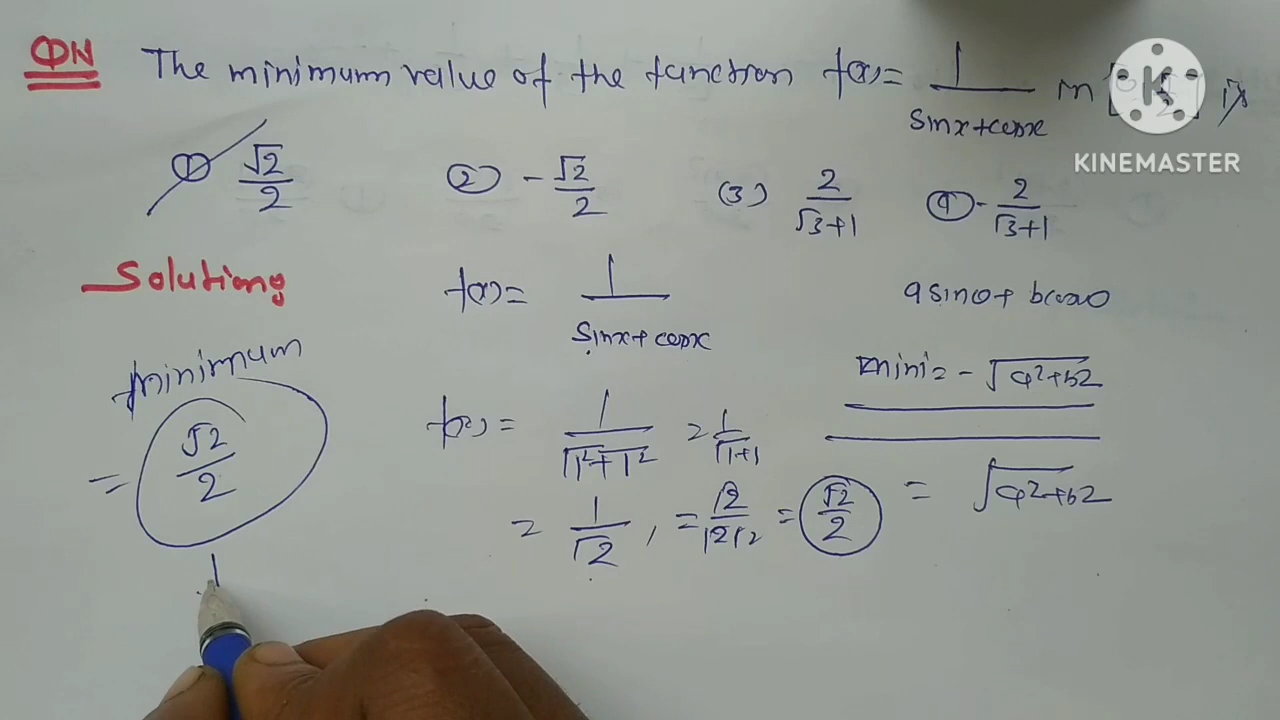 QN The minimum value of the function f(x) = 1/(sinx+cosx) in [ ] is
① √2/2 ② -√2/2 (3) 2/(√3+1) ④ -2/(√3+1)
KINEMASTER
Solution:
f(x) = 1/(sinx+cosx)
a sinθ + b cosθ
minimum
mini = -√(a²+b²)
f(x) = 1/√(1²+1²) = 1/√(1+1)
= √2/2
= 1/√2, = √2/(√2√2) = √2/2
= √(a²+b²)